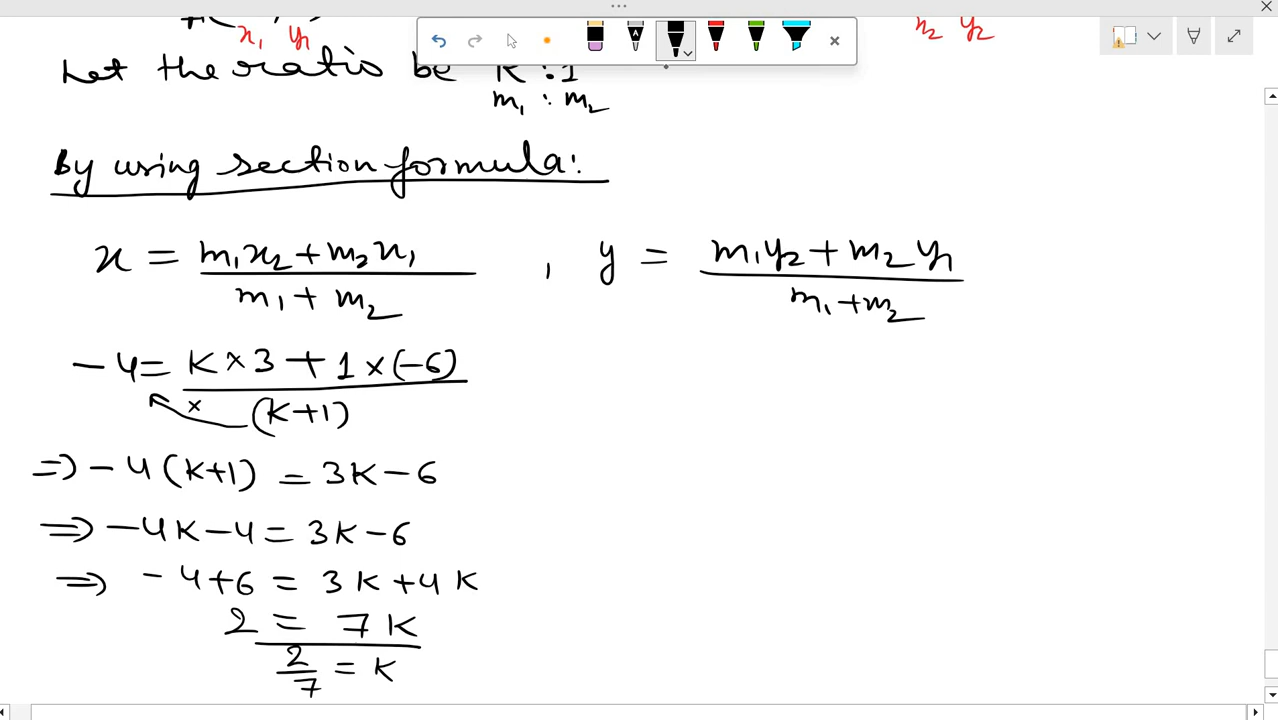 x₁ y₁ x₂ y₂
Let the ratio be K : 1
m₁ : m₂
By using section formula:
x = m₁x₂ + m₂x₁ / m₁ + m₂ , y = m₁y₂ + m₂y₁ / m₁+m₂
-4 = K × 3 + 1 × (-6) / (K+1)
×
=> -4 (K+1) = 3K - 6
=> -4K - 4 = 3K - 6
=> -4+6 = 3K + 4K
2 = 7K
2/7 = K